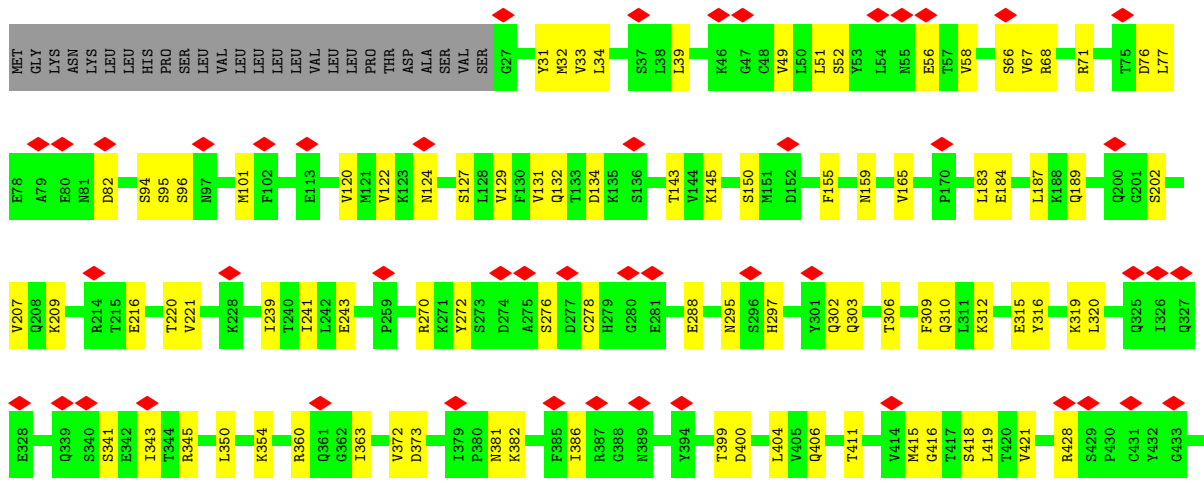 MET GLY LYS ASN LYS LEU LEU HIS PRO SER LEU VAL LEU LEU LEU LEU VAL LEU LEU PRO THR ASP ALA SER VAL SER G27 Y31 M32 V33 L34 S37 L38 L39 K46 G47 C48 V49 L50 L51 S52 Y53 L54 N55 E56 T57 V58 S66 V67 R68 R71 T75 D76 L77
E78 A79 E80 N81 D82 S94 S95 S96 N97 M101 F102 E113 V120 M121 V122 K123 N124 S127 L128 V129 F130 V131 Q132 T133 D134 K135 S136 T143 V144 K145 S150 M151 D152 F155 N159 V165 P170 L183 E184 L187 K188 Q189 Q200 G201 S202
V207 Q208 K209 R214 T215 E216 T220 V221 K228 I239 T240 I241 L242 E243 P259 R270 K271 Y272 S273 D274 A275 S276 D277 C278 H279 G280 E281 E288 N295 S296 H297 Y301 Q302 Q303 T306 F309 Q310 L311 K312 E315 Y316 K319 L320 Q325 I326 Q327
E328 Q339 S340 S341 E342 I343 T344 R345 L350 K354 R360 Q361 G362 I363 V372 D373 I379 P380 N381 K382 F385 I386 R387 G388 N389 Y394 T399 D400 L404 V405 Q406 T411 V414 M415 G416 T417 S418 L419 T420 V421 R428 S429 P430 C431 Y432 G433